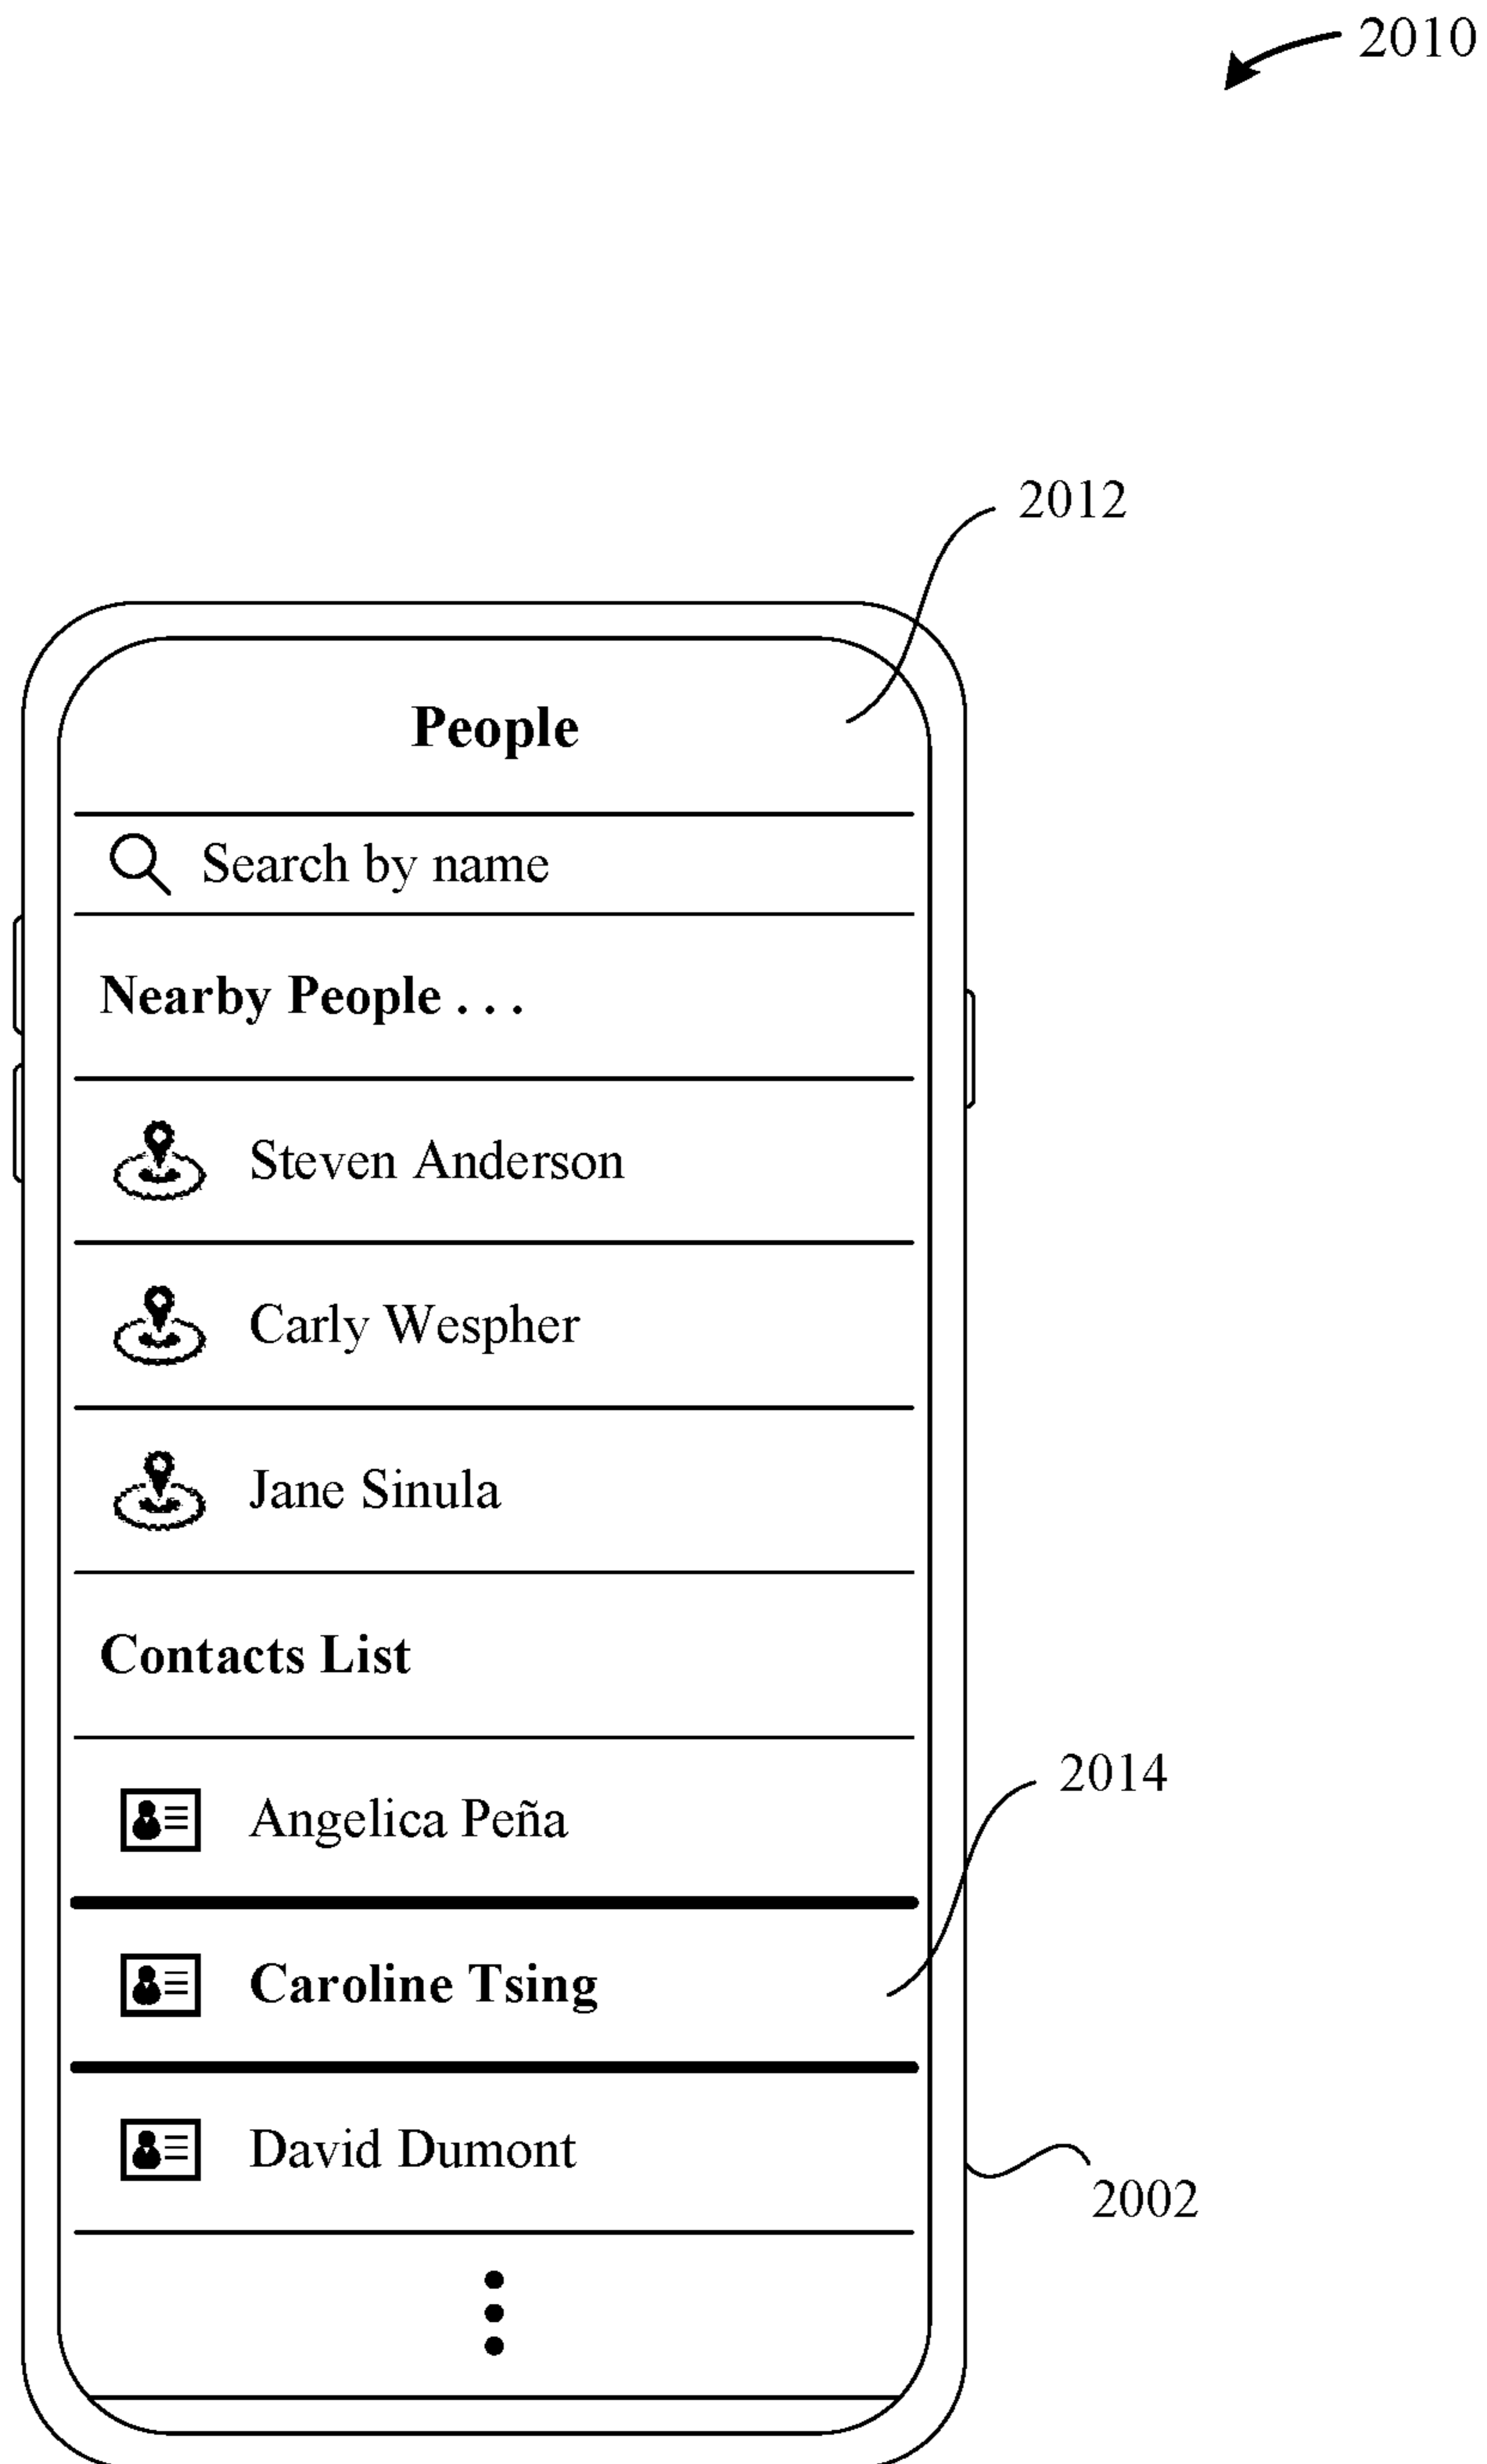 2010
2012
People
Search by name
Nearby People . . .
Steven Anderson
Carly Wespher
Jane Sinula
Contacts List
2014
Angelica Peña
Caroline Tsing
David Dumont
2002